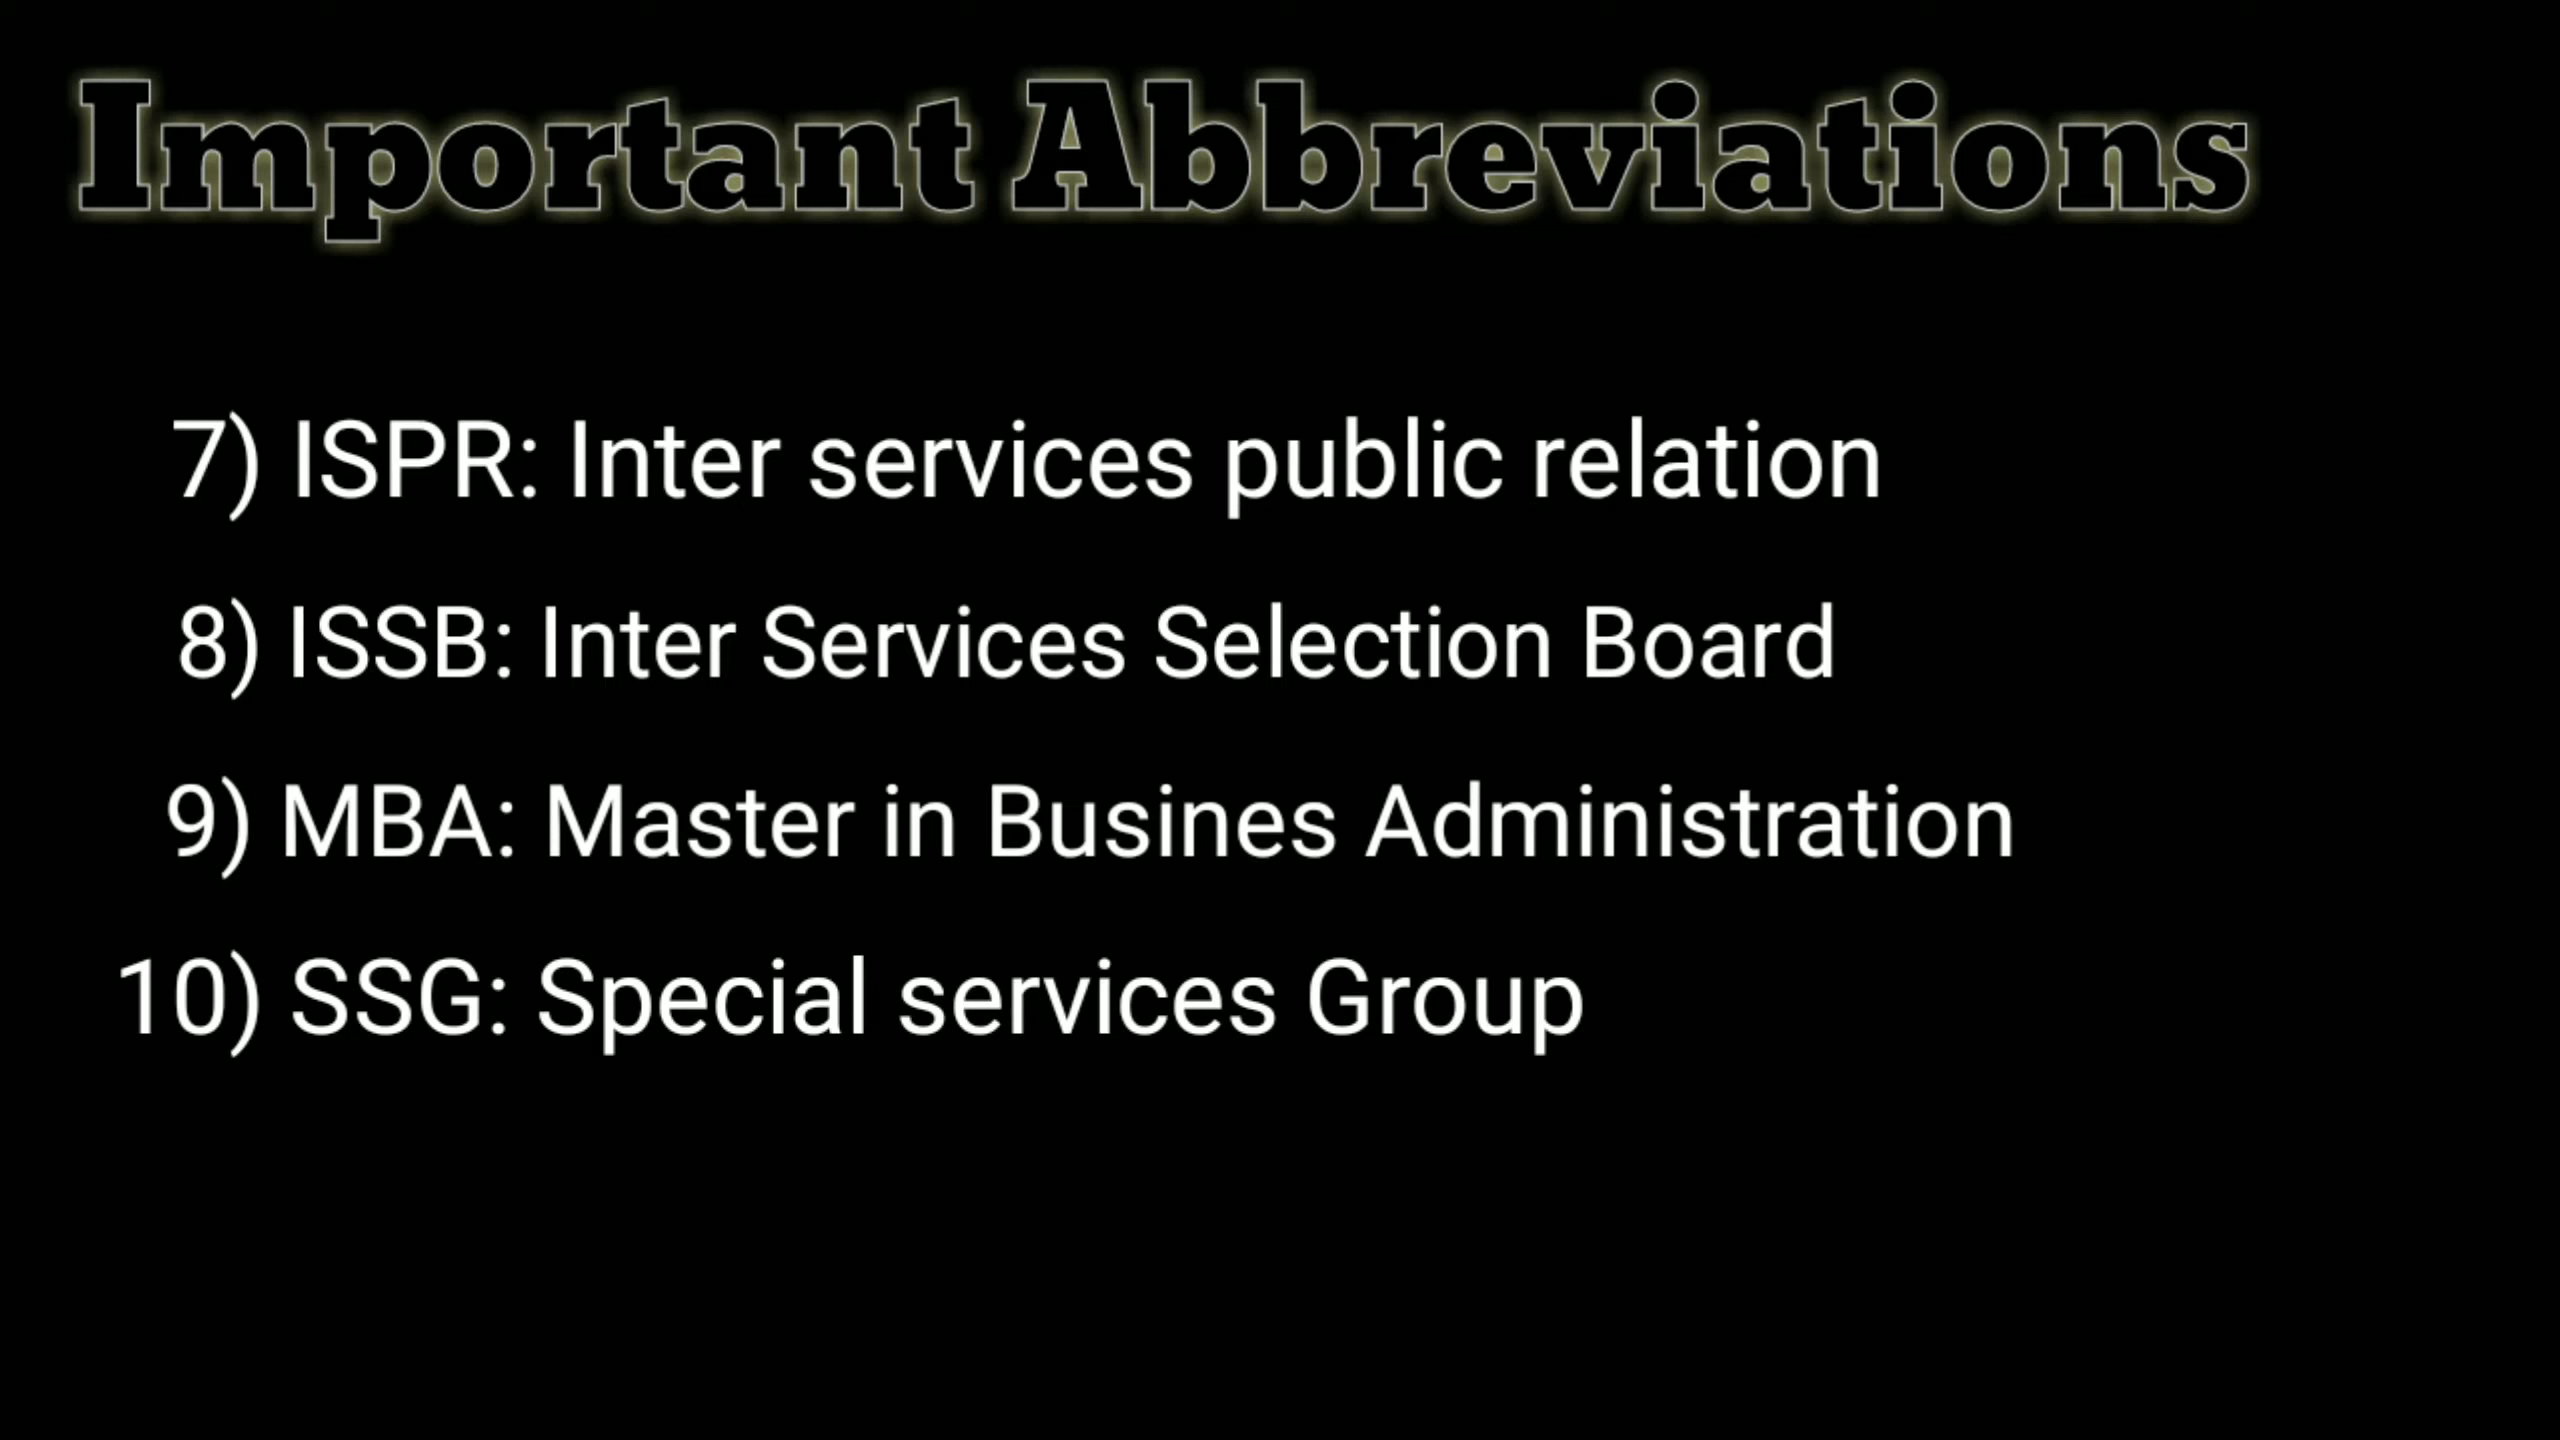 Important Abbreviations
7) ISPR: Inter services public relation
8) ISSB: Inter Services Selection Board
9) MBA: Master in Busines Administration
10) SSG: Special services Group